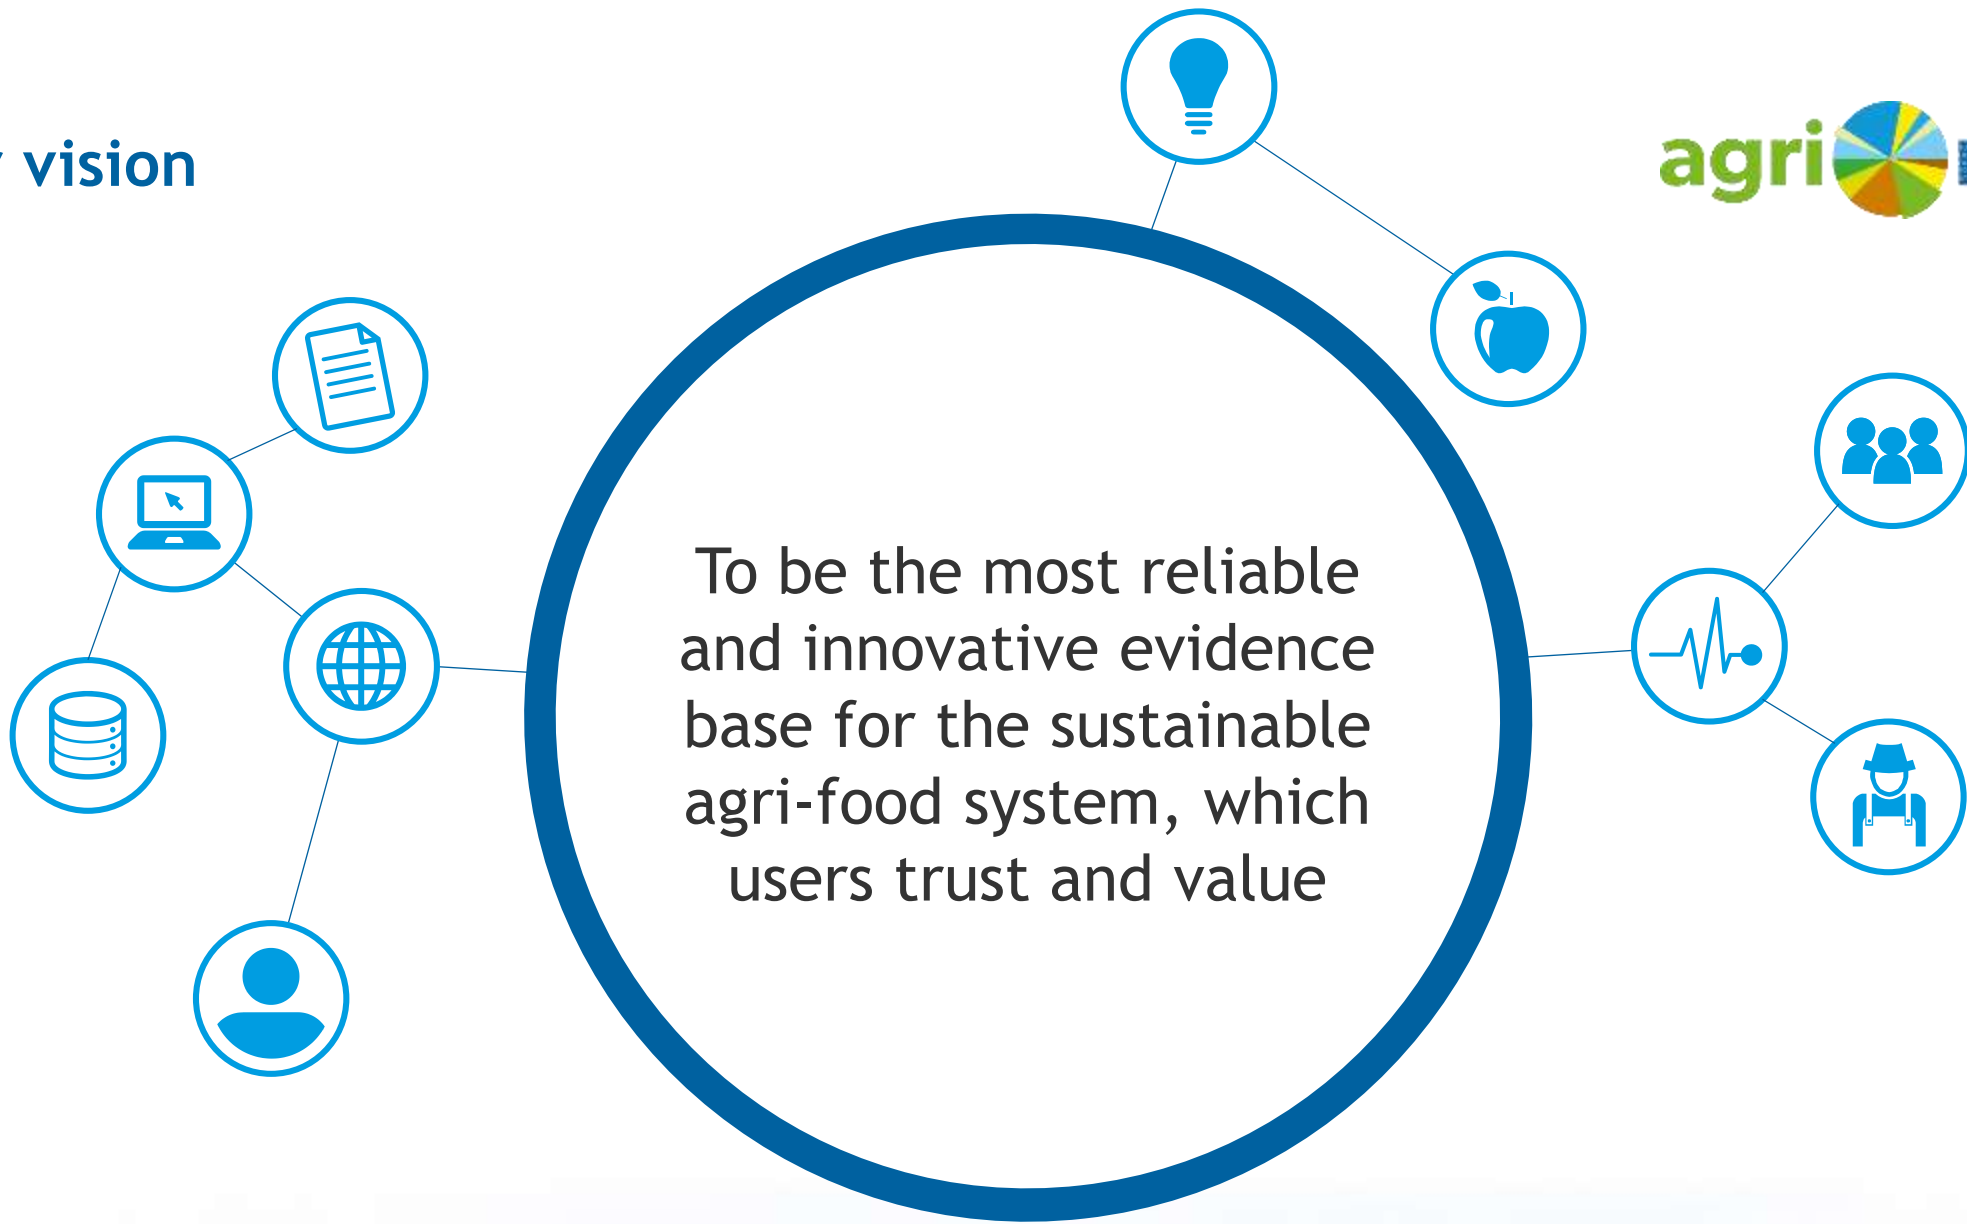 vision
agri
To be the most reliable
and innovative evidence
base for the sustainable
agri-food system, which
users trust and value